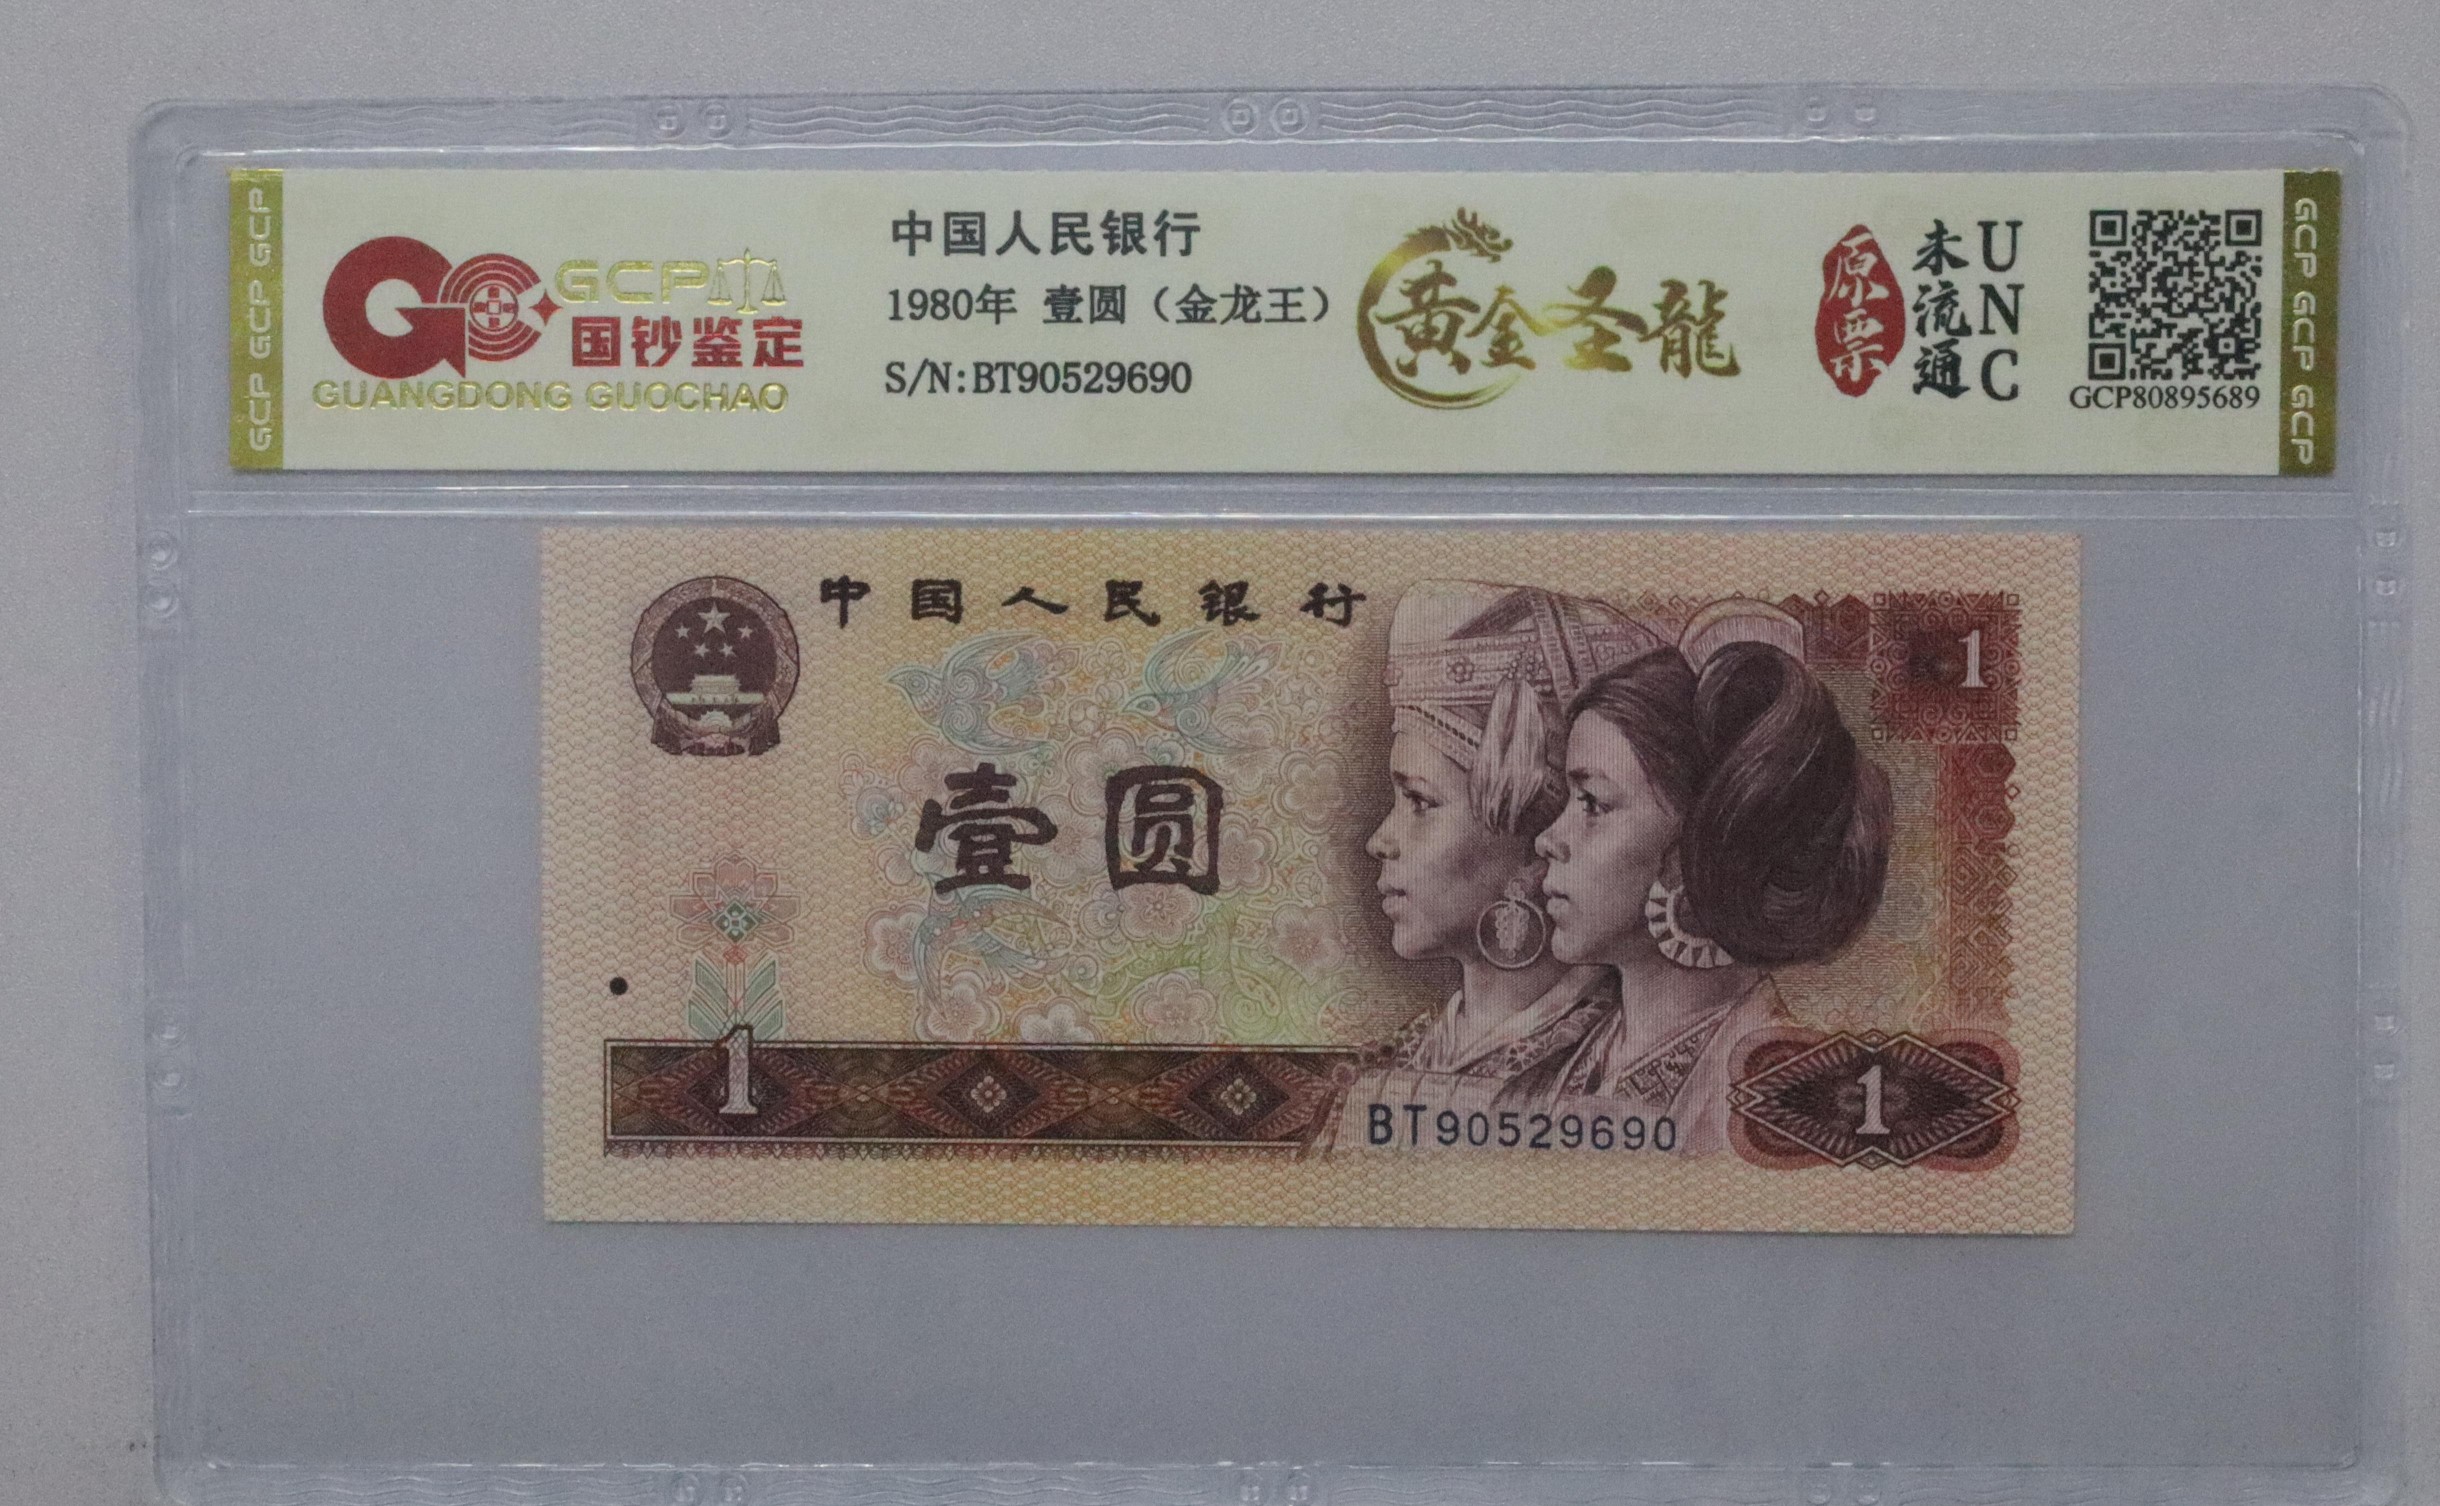 GCP GCP GCP
GCP
国钞鉴定
GUANGDONG GUOCHAO
中国人民银行
1980年 壹圆（金龙王）
S/N:BT90529690
黄金圣龍
原票
未流通
UNC
GCP80895689
GCP GCP GCP
中国人民银行
1
壹圆
1
BT90529690
1